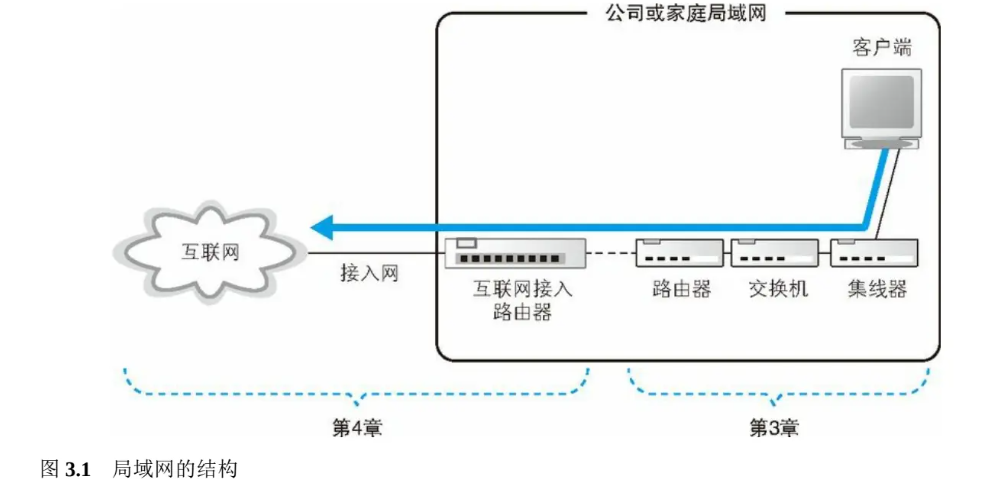 公司或家庭局域网
客户端
互联网
接入网
互联网接入
路由器
路由器
交换机
集线器
第4章
第3章
图 3.1 局域网的结构